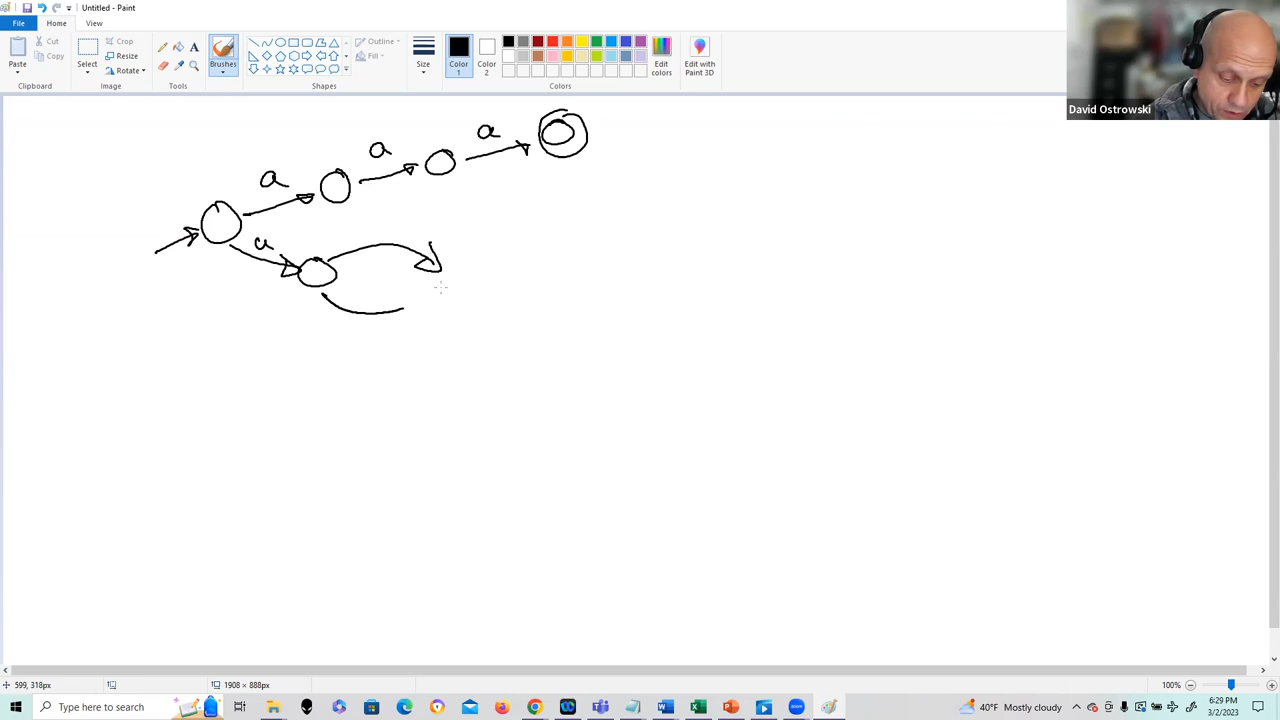 Untitled - Paint
File Home View
Paste
Cut
Copy
Clipboard
Select
Crop
Resize
Rotate
Image
A
Tools
Brushes
Outline
Fill
Shapes
Size
Color 1
Color 2
Edit colors
Edit with Paint 3D
Colors
David Ostrowski
a
a
a
a
599, 318px
1908 × 888px
100%
Type here to search
40°F Mostly cloudy
6:29 PM
3/2/2023